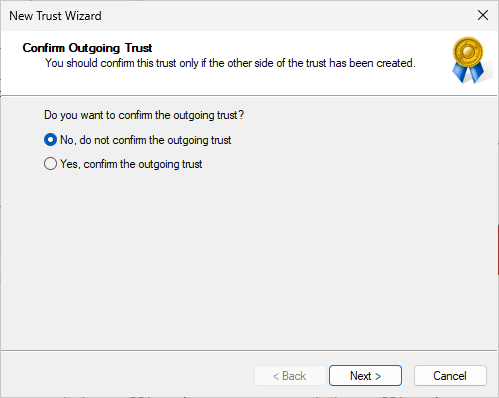 New Trust Wizard
Confirm Outgoing Trust
You should confirm this trust only if the other side of the trust has been created.
Do you want to confirm the outgoing trust?
No, do not confirm the outgoing trust
Yes, confirm the outgoing trust
< Back Next > Cancel